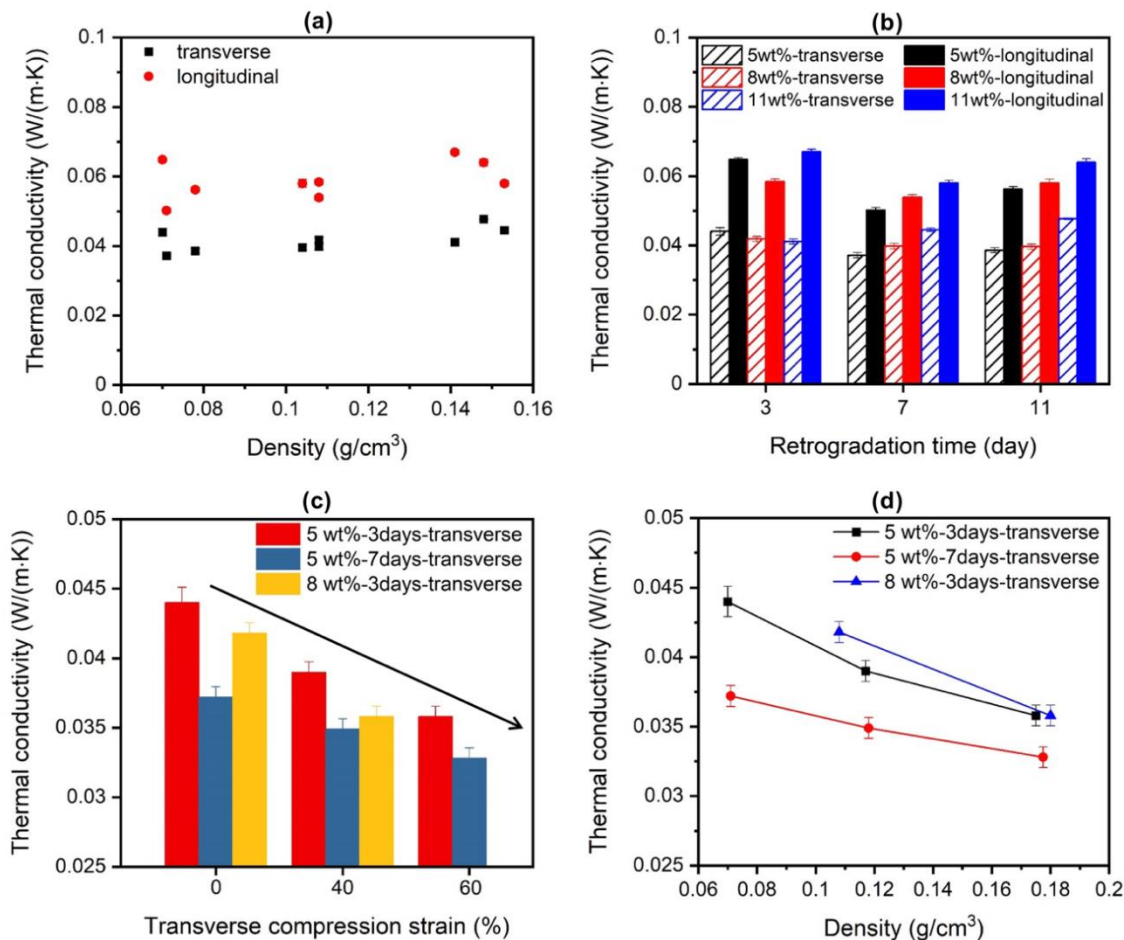 (a)
Thermal conductivity (W/(m·K))
0.1
0.08
0.06
0.04
0.02
0
transverse
longitudinal
0.06 0.08 0.10 0.12 0.14 0.16
Density (g/cm³)
(b)
Thermal conductivity (W/(m·K))
0.1
0.08
0.06
0.04
0.02
0
5wt%-transverse 5wt%-longitudinal
8wt%-transverse 8wt%-longitudinal
11wt%-transverse 11wt%-longitudinal
3 7 11
Retrogradation time (day)
(c)
Thermal conductivity (W/(m·K))
0.05
0.045
0.04
0.035
0.03
0.025
5 wt%-3days-transverse
5 wt%-7days-transverse
8 wt%-3days-transverse
0 40 60
Transverse compression strain (%)
(d)
Thermal conductivity (W/(m·K))
0.05
0.045
0.04
0.035
0.03
0.025
5 wt%-3days-transverse
5 wt%-7days-transverse
8 wt%-3days-transverse
0.06 0.08 0.1 0.12 0.14 0.16 0.18 0.2
Density (g/cm³)